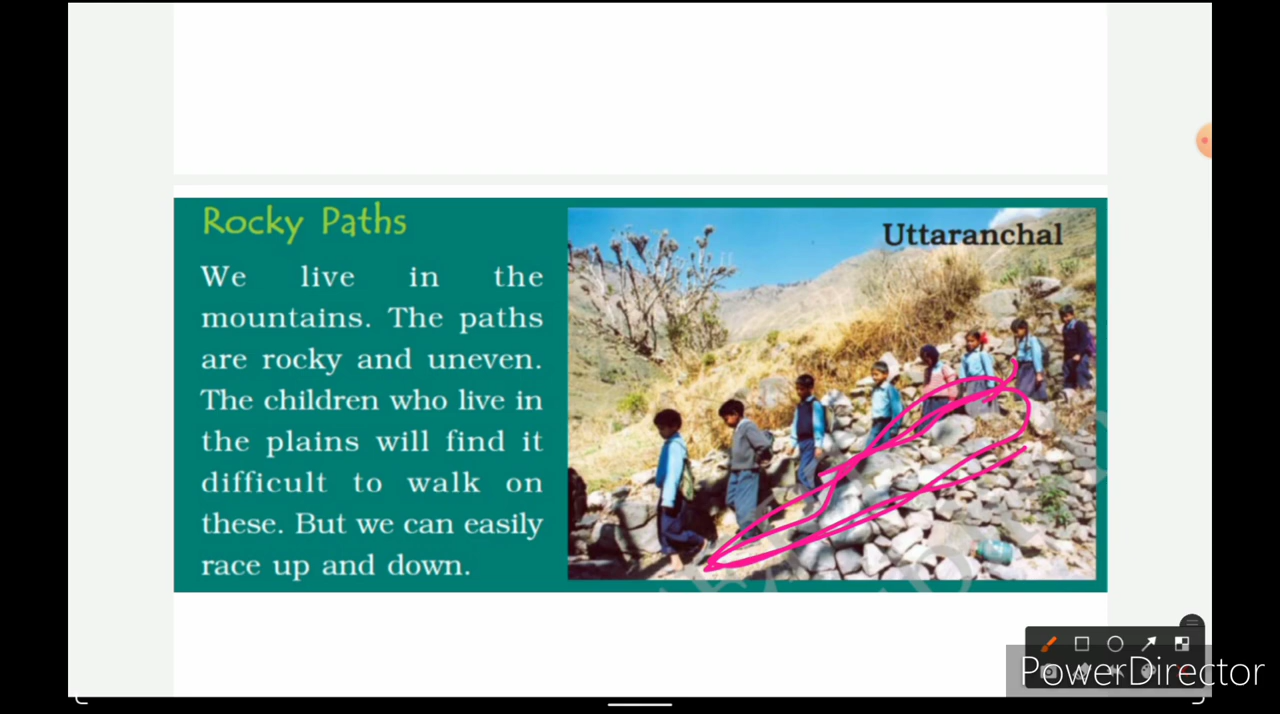 Rocky Paths
We live in the
mountains. The paths
are rocky and uneven.
The children who live in
the plains will find it
difficult to walk on
these. But we can easily
race up and down.
Uttaranchal
PowerDirector